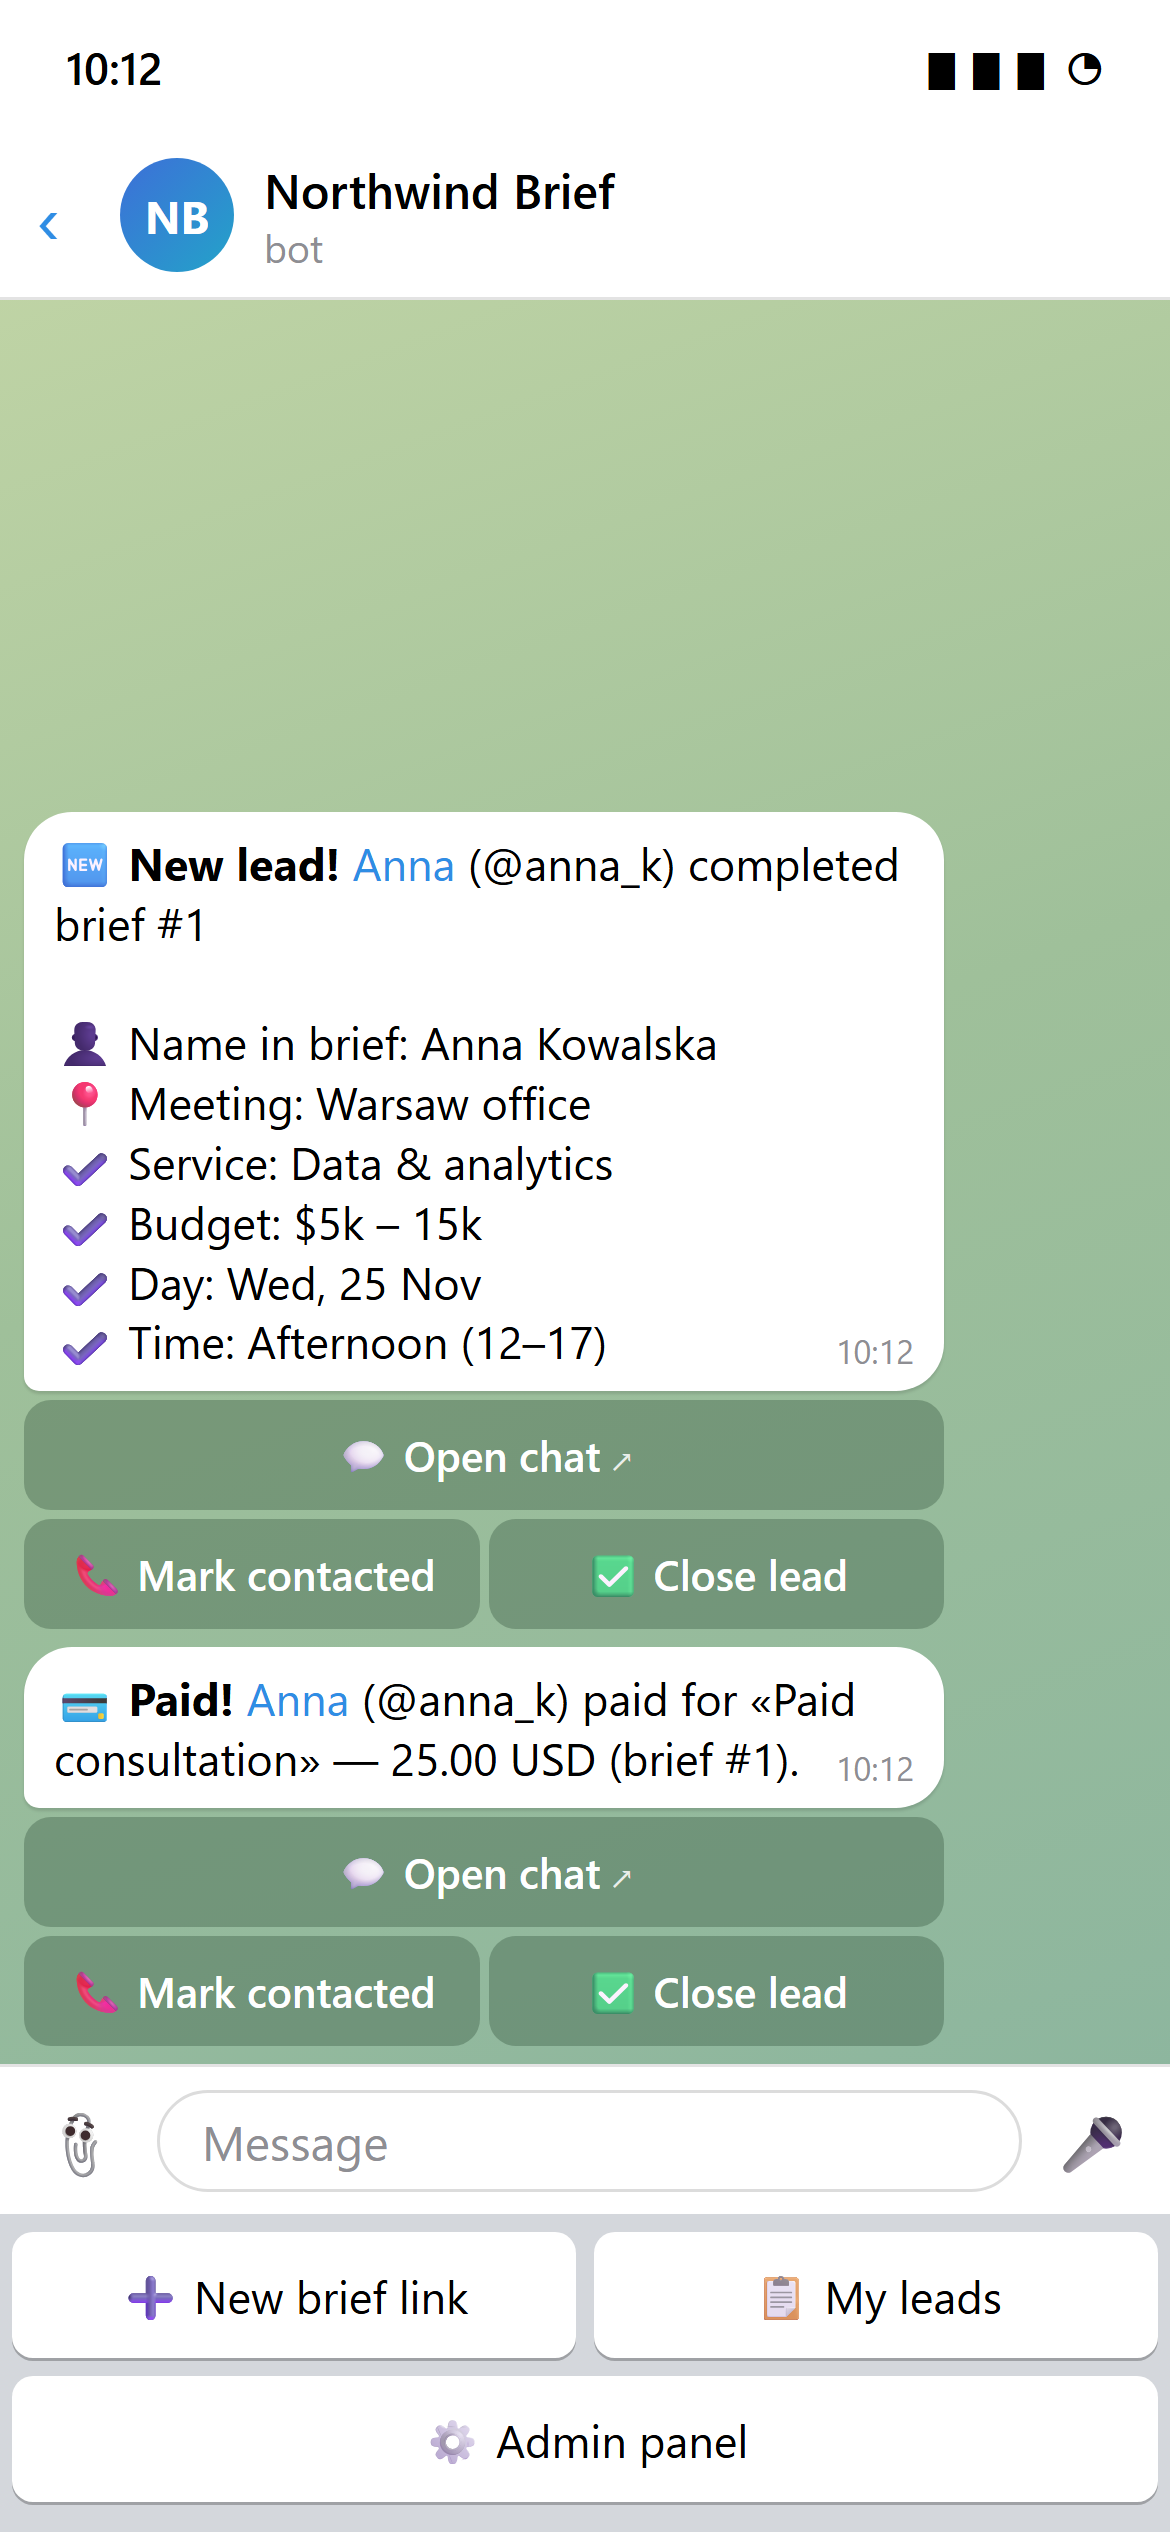 10:12
NB
Northwind Brief
bot
NEW New lead! Anna (@anna_k) completed
brief #1
Name in brief: Anna Kowalska
Meeting: Warsaw office
Service: Data & analytics
Budget: $5k – 15k
Day: Wed, 25 Nov
Time: Afternoon (12–17)
10:12
Open chat ↗
Mark contacted
Close lead
Paid! Anna (@anna_k) paid for «Paid
consultation» — 25.00 USD (brief #1).
10:12
Open chat ↗
Mark contacted
Close lead
Message
New brief link
My leads
Admin panel